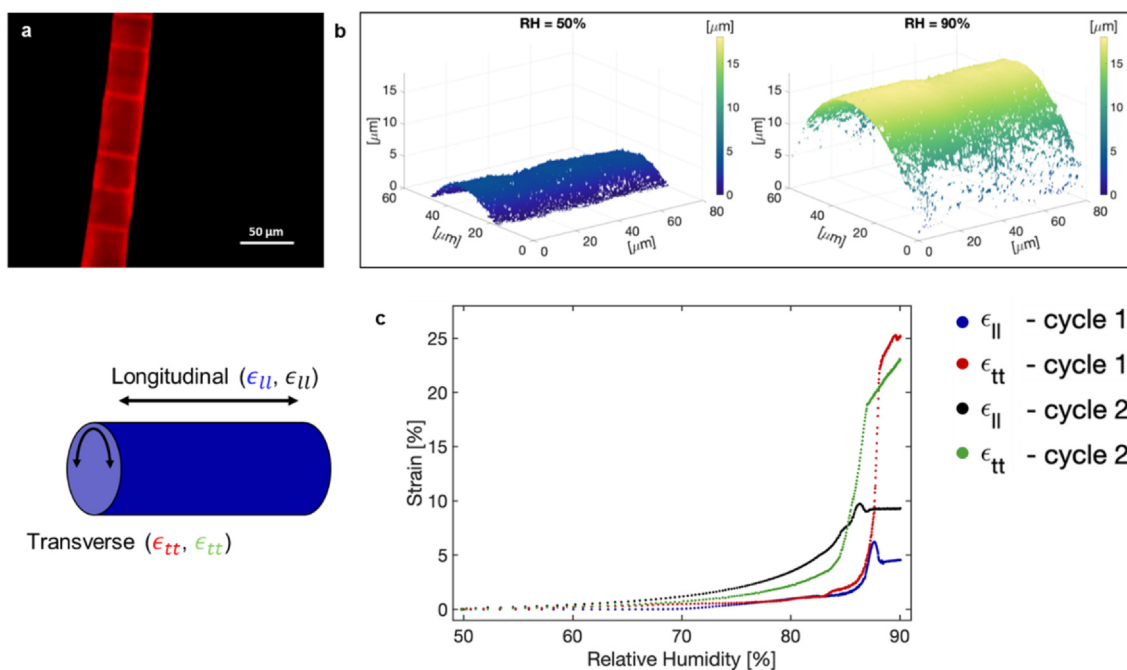 a
50 µm
b
RH = 50%
[µm]
15
10
5
0
[µm]
15
10
5
0
60
40
20
0
[µm]
0
20
40
60
80
[µm]
RH = 90%
[µm]
15
10
5
0
[µm]
15
10
5
0
60
40
20
0
[µm]
0
20
40
60
80
[µm]
Longitudinal (ϵll, ϵll)
Transverse (ϵtt, ϵtt)
c
Strain [%]
25
20
15
10
5
0
50
60
70
80
90
Relative Humidity [%]
ϵll - cycle 1
ϵtt - cycle 1
ϵll - cycle 2
ϵtt - cycle 2